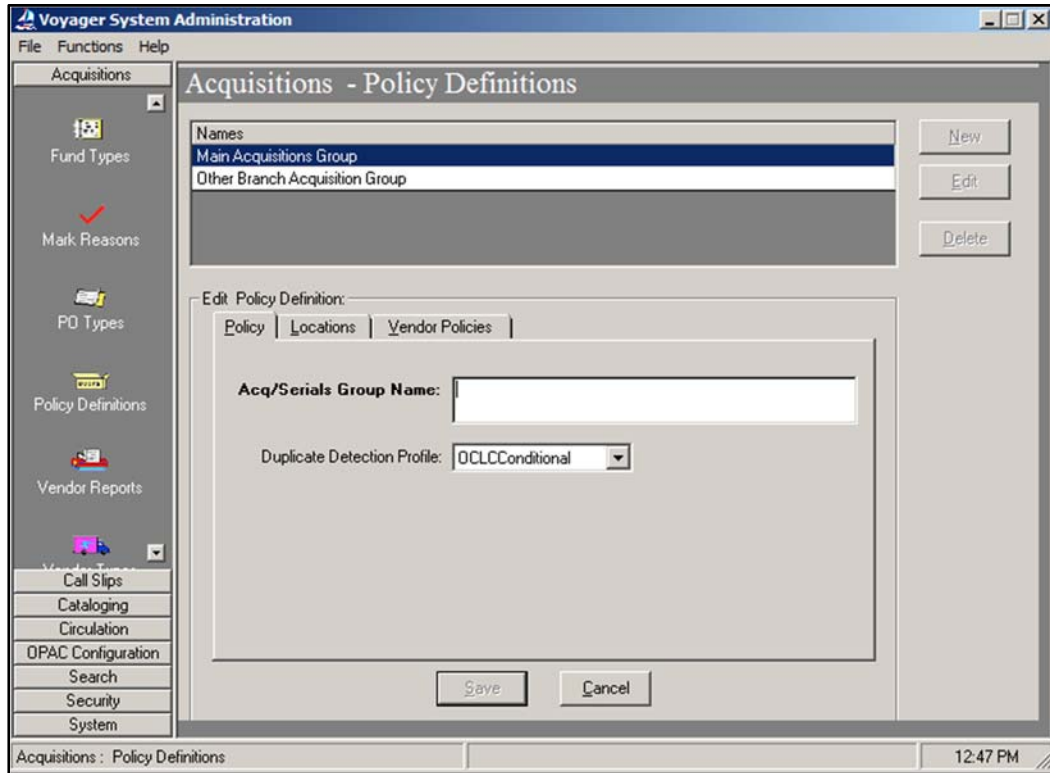 Voyager System Administration
File Functions Help
Acquisitions
Fund Types
Mark Reasons
PO Types
Policy Definitions
Vendor Reports
Vendor Types
Call Slips
Cataloging
Circulation
OPAC Configuration
Search
Security
System
Acquisitions - Policy Definitions
Names
Main Acquisitions Group
Other Branch Acquisition Group
New
Edit
Delete
Edit Policy Definition:
Policy Locations Vendor Policies
Acq/Serials Group Name:
Duplicate Detection Profile: OCLCConditional
Save Cancel
Acquisitions : Policy Definitions 12:47 PM